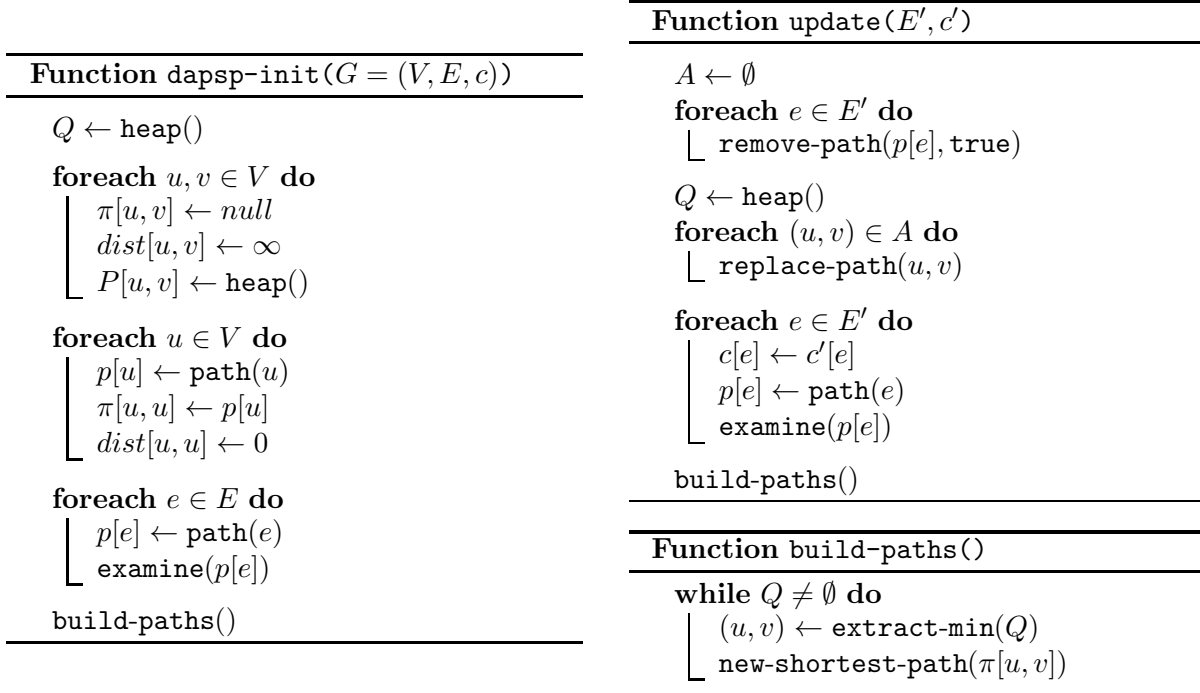 Function dapsp-init(G = (V, E, c))
Q ← heap()
foreach u, v ∈ V do
π[u, v] ← null
dist[u, v] ← ∞
P[u, v] ← heap()
foreach u ∈ V do
p[u] ← path(u)
π[u, u] ← p[u]
dist[u, u] ← 0
foreach e ∈ E do
p[e] ← path(e)
examine(p[e])
build-paths()
Function update(E′, c′)
A ← ∅
foreach e ∈ E′ do
remove-path(p[e], true)
Q ← heap()
foreach (u, v) ∈ A do
replace-path(u, v)
foreach e ∈ E′ do
c[e] ← c′[e]
p[e] ← path(e)
examine(p[e])
build-paths()
Function build-paths()
while Q ≠ ∅ do
(u, v) ← extract-min(Q)
new-shortest-path(π[u, v])